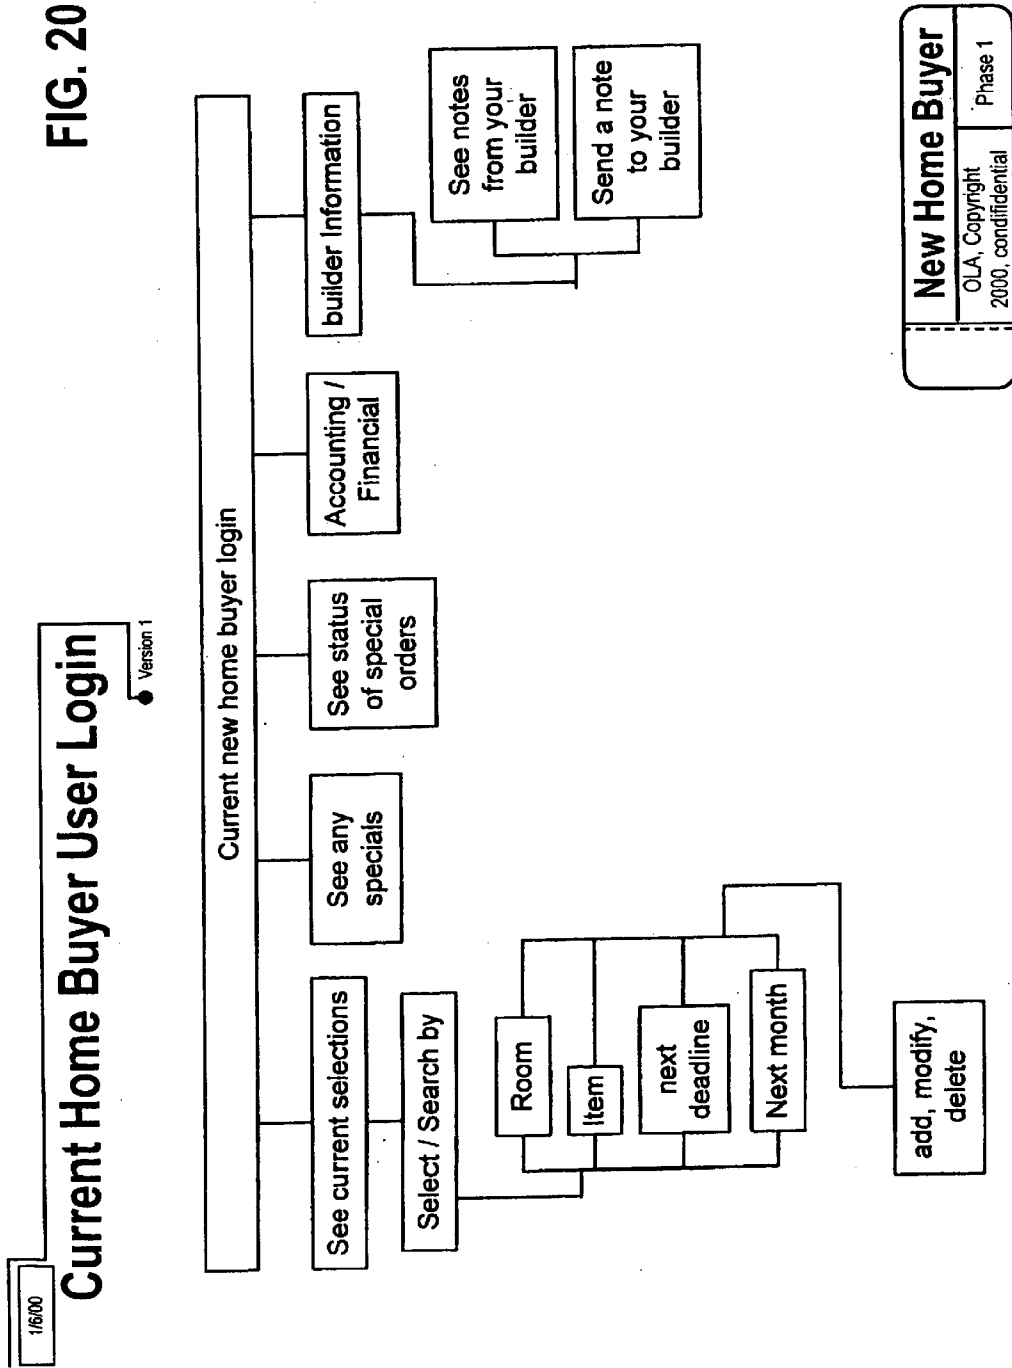 FIG. 20
1/6/00
Current Home Buyer User Login
Version 1
Current new home buyer login
See current selections
Select / Search by
Room
Item
next
deadline
Next month
add, modify,
delete
See any
specials
See status
of special
orders
Accounting /
Financial
builder Information
See notes
from your
builder
Send a note
to your
builder
New Home Buyer
OLA, Copyright
2000, condifidential
Phase 1